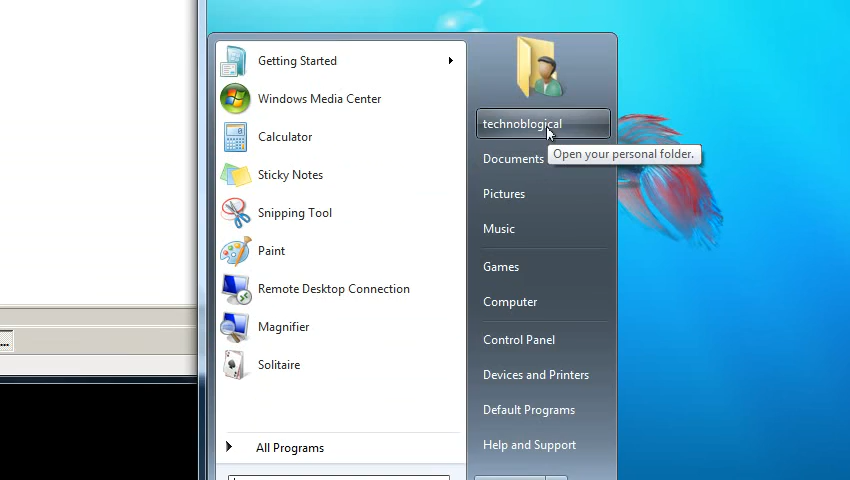 Getting Started
Windows Media Center
Calculator
Sticky Notes
Snipping Tool
Paint
Remote Desktop Connection
Magnifier
Solitaire
All Programs
technoblogical
Open your personal folder.
Documents
Pictures
Music
Games
Computer
Control Panel
Devices and Printers
Default Programs
Help and Support
...